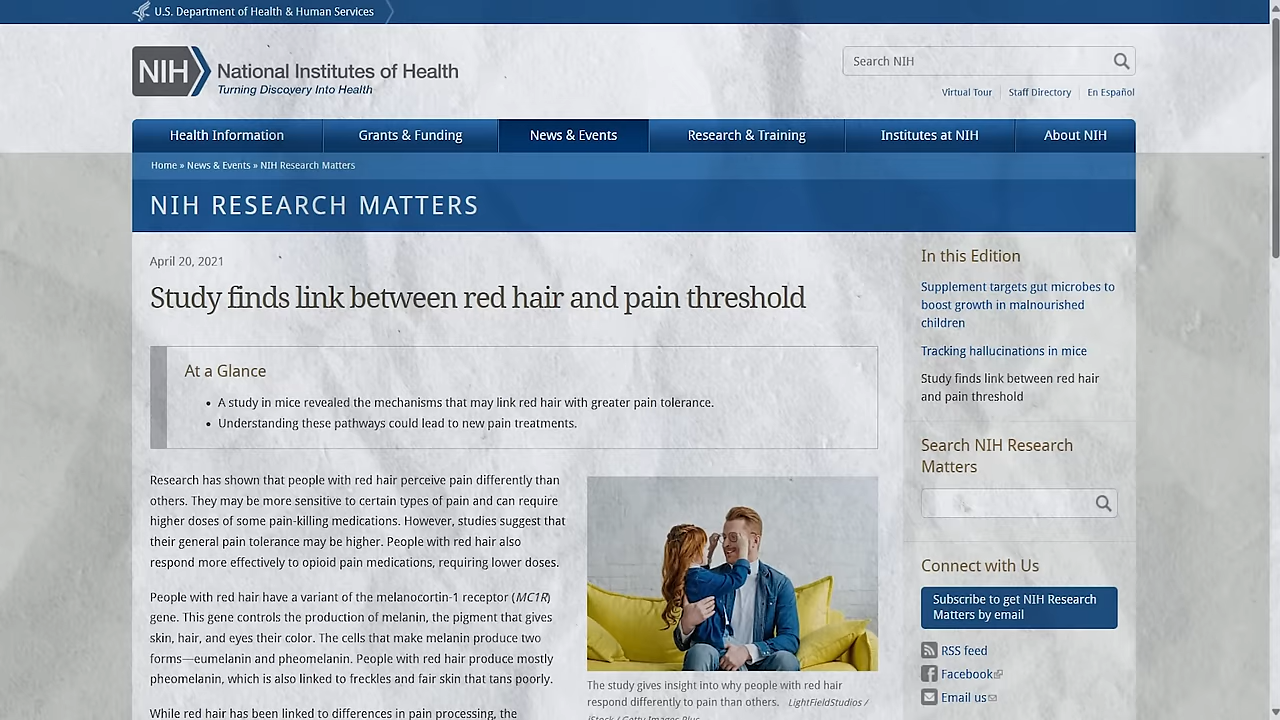 U.S. Department of Health & Human Services
NIH
National Institutes of Health
Turning Discovery Into Health
Search NIH
Virtual Tour
Staff Directory
En Español
Health Information
Grants & Funding
News & Events
Research & Training
Institutes at NIH
About NIH
Home » News & Events » NIH Research Matters
NIH RESEARCH MATTERS
April 20, 2021
Study finds link between red hair and pain threshold
At a Glance
• A study in mice revealed the mechanisms that may link red hair with greater pain tolerance.
• Understanding these pathways could lead to new pain treatments.
Research has shown that people with red hair perceive pain differently than
others. They may be more sensitive to certain types of pain and can require
higher doses of some pain-killing medications. However, studies suggest that
their general pain tolerance may be higher. People with red hair also
respond more effectively to opioid pain medications, requiring lower doses.
People with red hair have a variant of the melanocortin-1 receptor (MC1R)
gene. This gene controls the production of melanin, the pigment that gives
skin, hair, and eyes their color. The cells that make melanin produce two
forms—eumelanin and pheomelanin. People with red hair produce mostly
pheomelanin, which is also linked to freckles and fair skin that tans poorly.
While red hair has been linked to differences in pain processing, the
The study gives insight into why people with red hair
respond differently to pain than others. LightFieldStudios /
iStock / Getty Images Plus
In this Edition
Supplement targets gut microbes to
boost growth in malnourished
children
Tracking hallucinations in mice
Study finds link between red hair
and pain threshold
Search NIH Research
Matters
Connect with Us
Subscribe to get NIH Research
Matters by email
RSS feed
Facebook
Email us